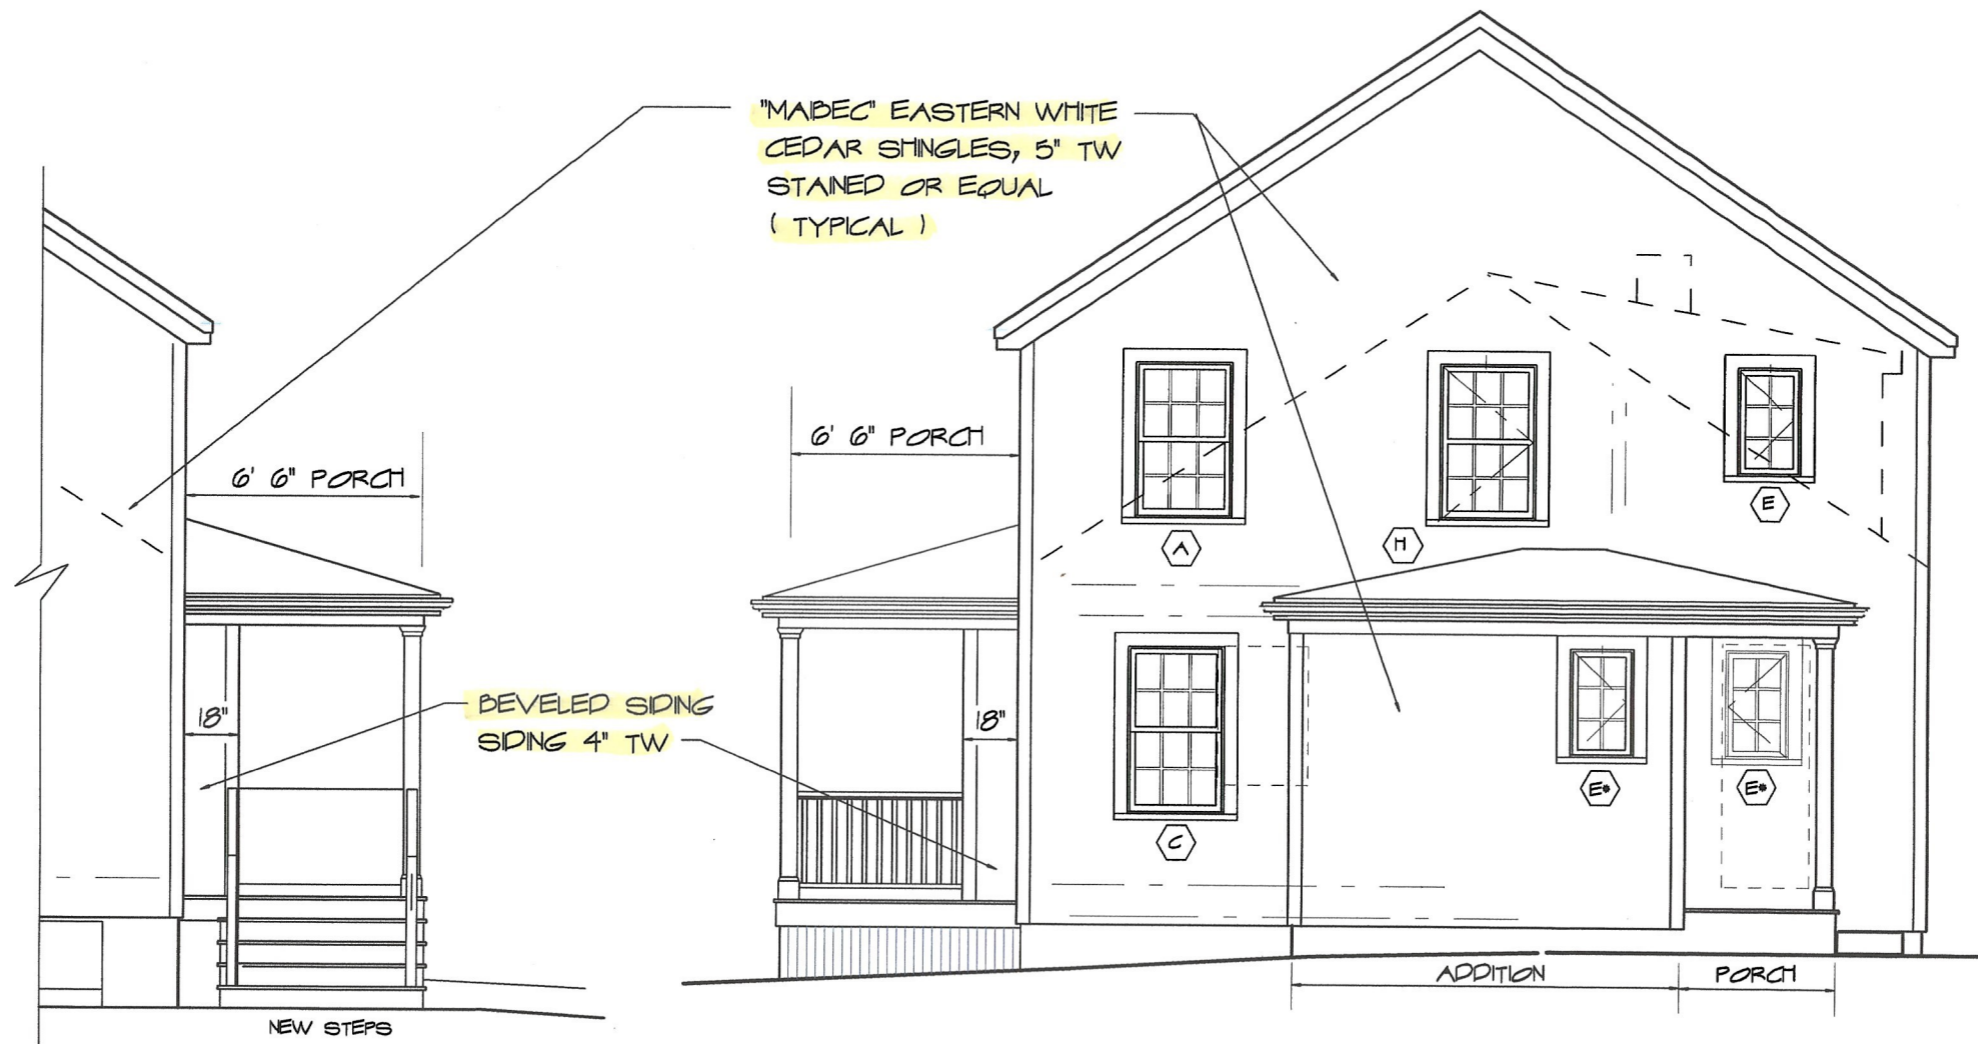 "MAIBEC" EASTERN WHITE
CEDAR SHINGLES, 5" TW
STAINED OR EQUAL
( TYPICAL )
6' 6" PORCH
6' 6" PORCH
A
H
E
18"
BEVELED SIDING
SIDING 4" TW
18"
C
E*
E*
ADDITION
PORCH
NEW STEPS